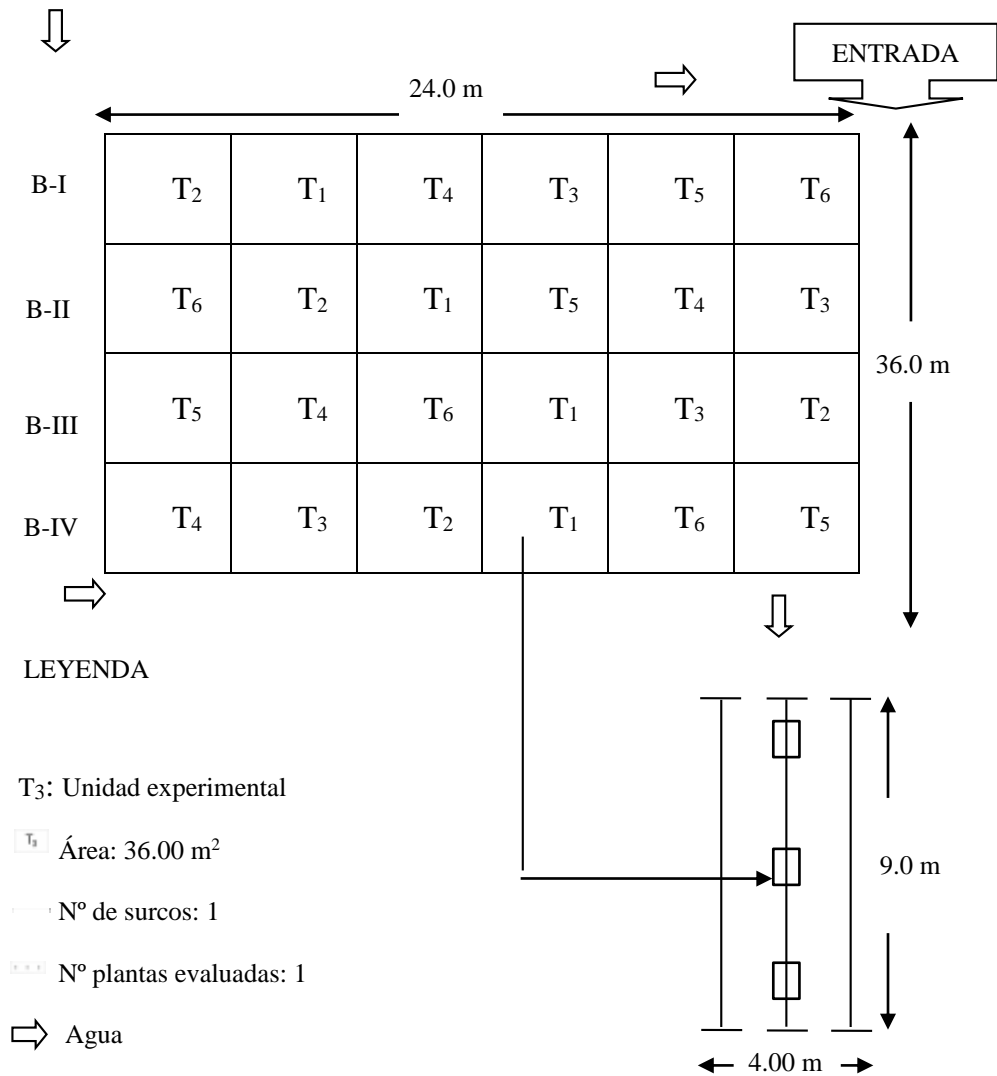 ENTRADA
24.0 m
B-I T2 T1 T4 T3 T5 T6
B-II T6 T2 T1 T5 T4 T3
36.0 m
B-III T5 T4 T6 T1 T3 T2
B-IV T4 T3 T2 T1 T6 T5
LEYENDA
T3: Unidad experimental
T3 Área: 36.00 m²
9.0 m
Nº de surcos: 1
Nº plantas evaluadas: 1
Agua
4.00 m